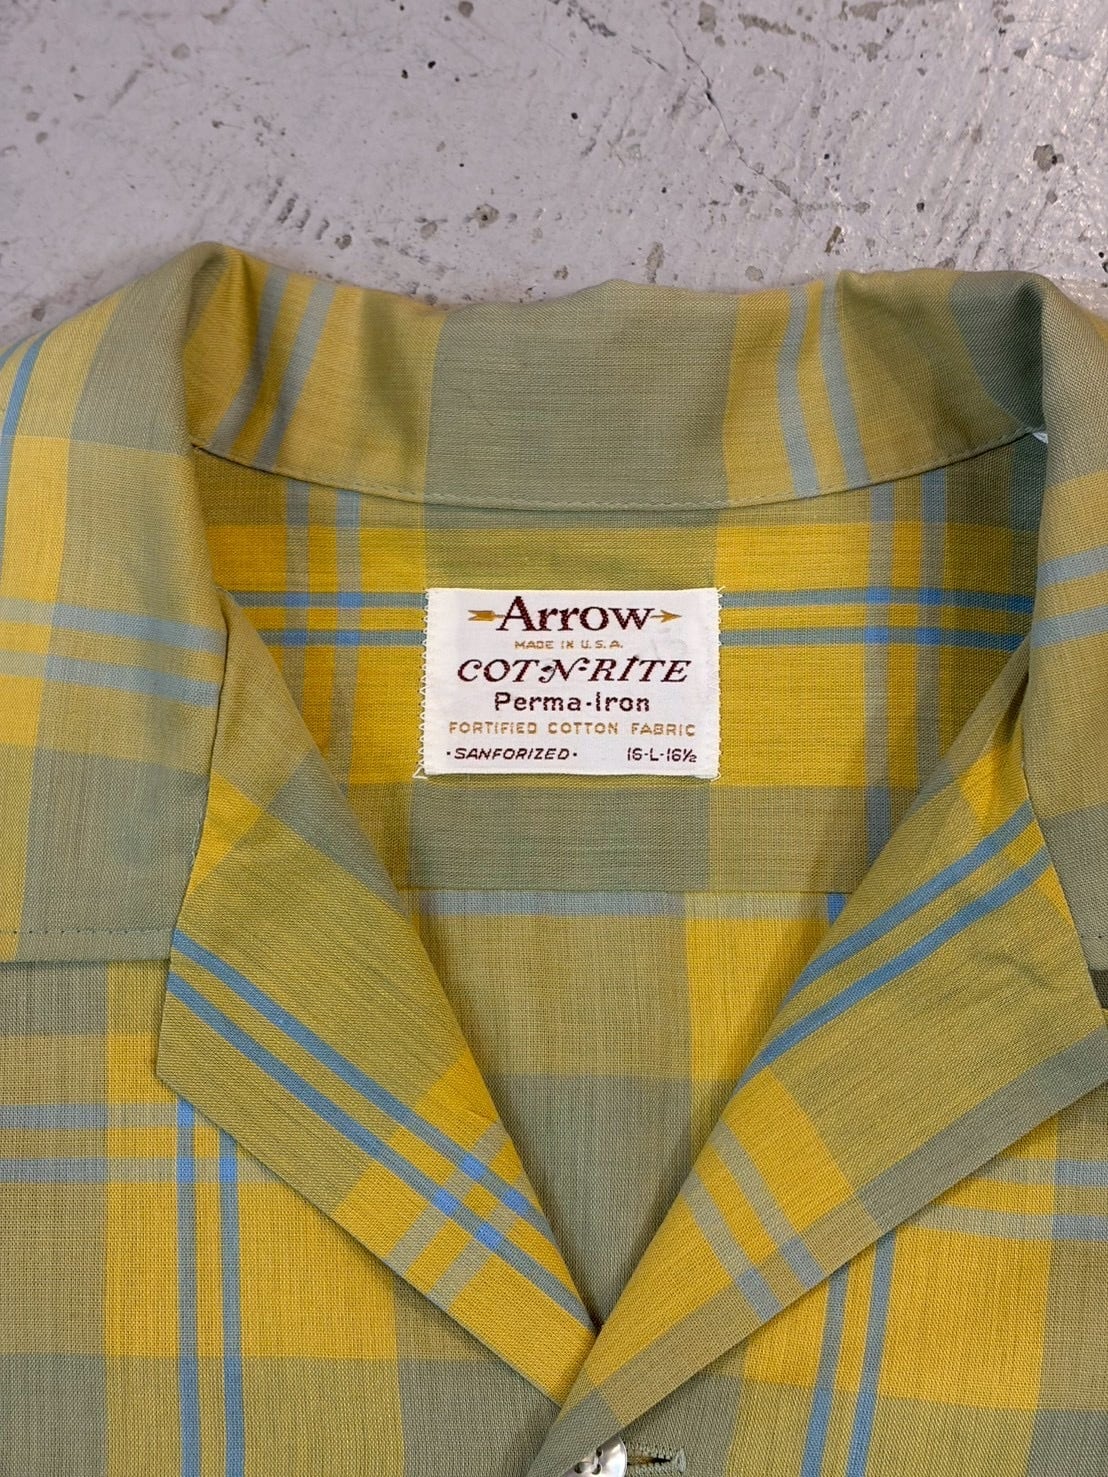 Arrow
MADE IN U.S.A.
COT-N-RITE
Perma-Iron
FORTIFIED COTTON FABRIC
·SANFORIZED· 16-L-16½